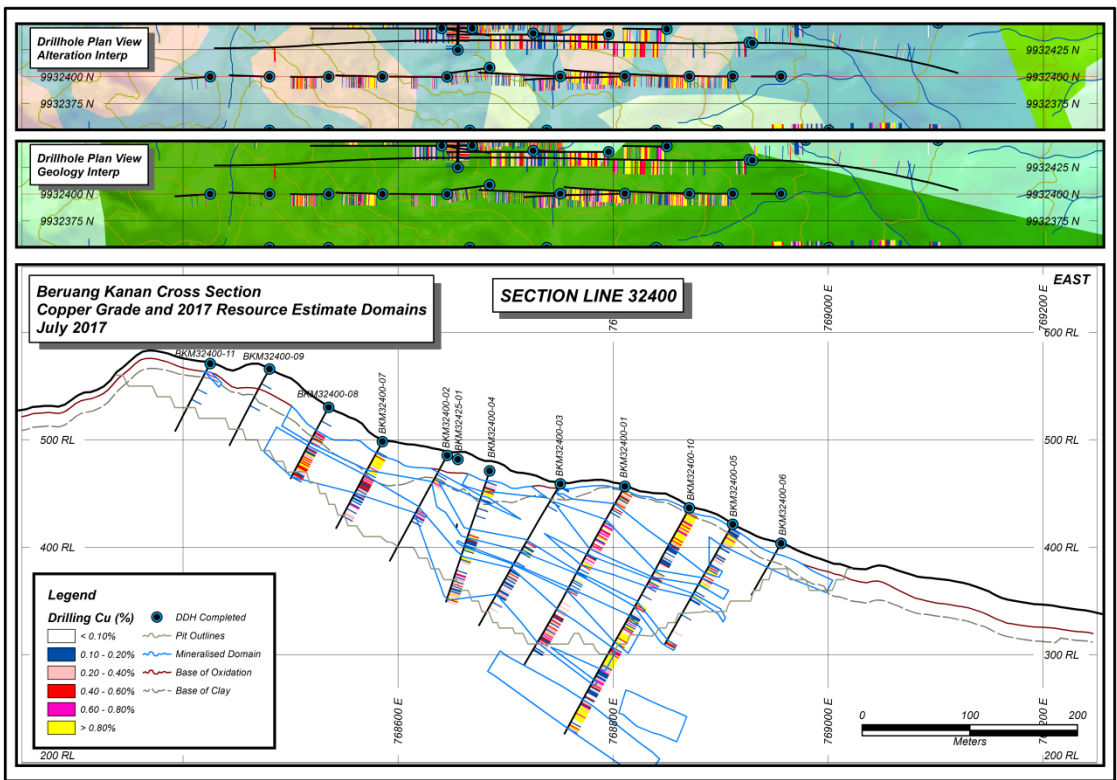 Drillhole Plan View
Alteration Interp
9932425 N
9932400 N
9932400 N
9932375 N
9932375 N
Drillhole Plan View
Geology Interp
9932425 N
9932400 N
9932400 N
9932375 N
9932375 N
Beruang Kanan Cross Section
Copper Grade and 2017 Resource Estimate Domains
July 2017
SECTION LINE 32400
EAST
769000 E
769200 E
600 RL
BKM32400-11
BKM32400-09
BKM32400-08
BKM32400-07
BKM32400-02
BKM32425-01
BKM32400-04
BKM32400-03
BKM32400-01
BKM32400-10
BKM32400-05
BKM32400-06
500 RL
500 RL
400 RL
400 RL
300 RL
200 RL
768600 E
768800 E
769000 E
Legend
Drilling Cu (%)
< 0.10%
0.10 - 0.20%
0.20 - 0.40%
0.40 - 0.60%
0.60 - 0.80%
> 0.80%
DDH Completed
Pit Outlines
Mineralised Domain
Base of Oxidation
Base of Clay
0
100
200
Meters
200 RL